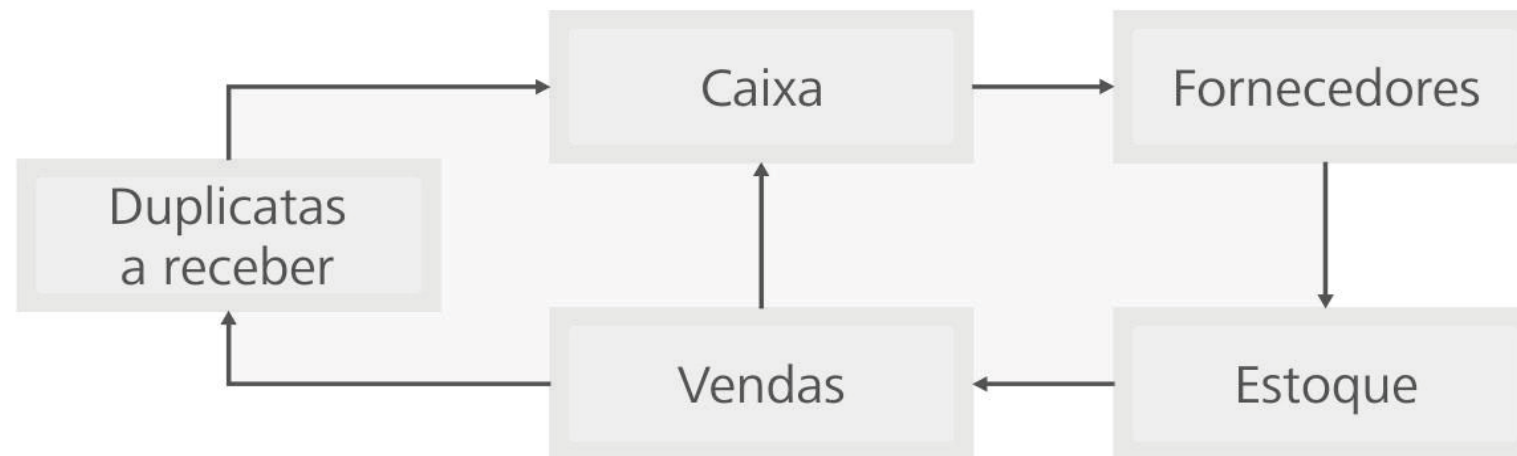 Caixa
Fornecedores
Duplicatas
a receber
Vendas
Estoque